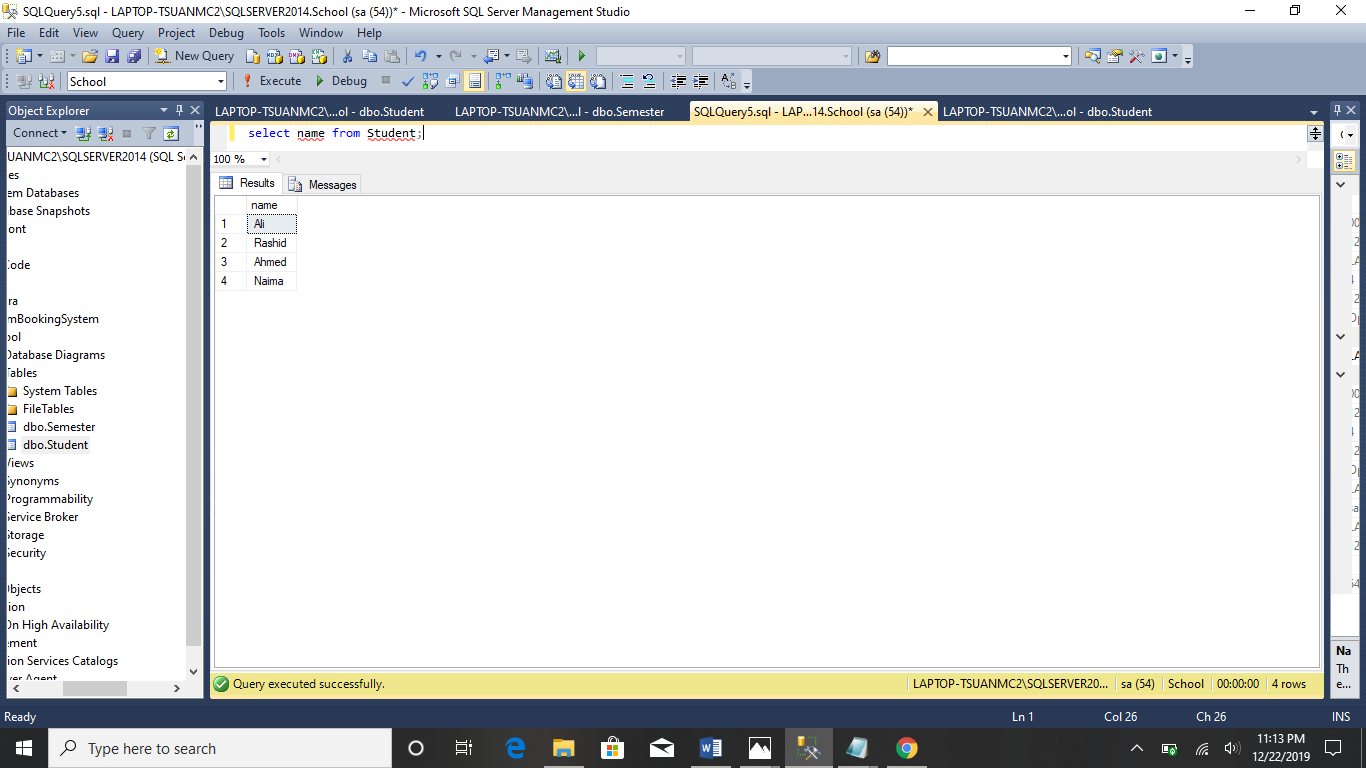 SQLQuery5.sql - LAPTOP-TSUANMC2\SQLSERVER2014.School (sa (54))* - Microsoft SQL Server Management Studio
File Edit View Query Project Debug Tools Window Help
New Query
School Execute Debug
Object Explorer
LAPTOP-TSUANMC2\...ol - dbo.Student LAPTOP-TSUANMC2\...l - dbo.Semester SQLQuery5.sql - LAP...14.School (sa (54))* LAPTOP-TSUANMC2\...ol - dbo.Student
Connect
select name from Student;
100 %
Results Messages
name
1 Ali
2 Rashid
3 Ahmed
4 Naima
UANMC2\SQLSERVER2014 (SQL S
es
em Databases
base Snapshots
ont
Code
ra
mBookingSystem
ool
Database Diagrams
Tables
System Tables
FileTables
dbo.Semester
dbo.Student
Views
Synonyms
Programmability
Service Broker
Storage
Security
Objects
ion
On High Availability
ement
ion Services Catalogs
ver Agent
Na
Th
e...
Query executed successfully. LAPTOP-TSUANMC2\SQLSERVER20... sa (54) School 00:00:00 4 rows
Ready Ln 1 Col 26 Ch 26 INS
Type here to search
11:13 PM
12/22/2019